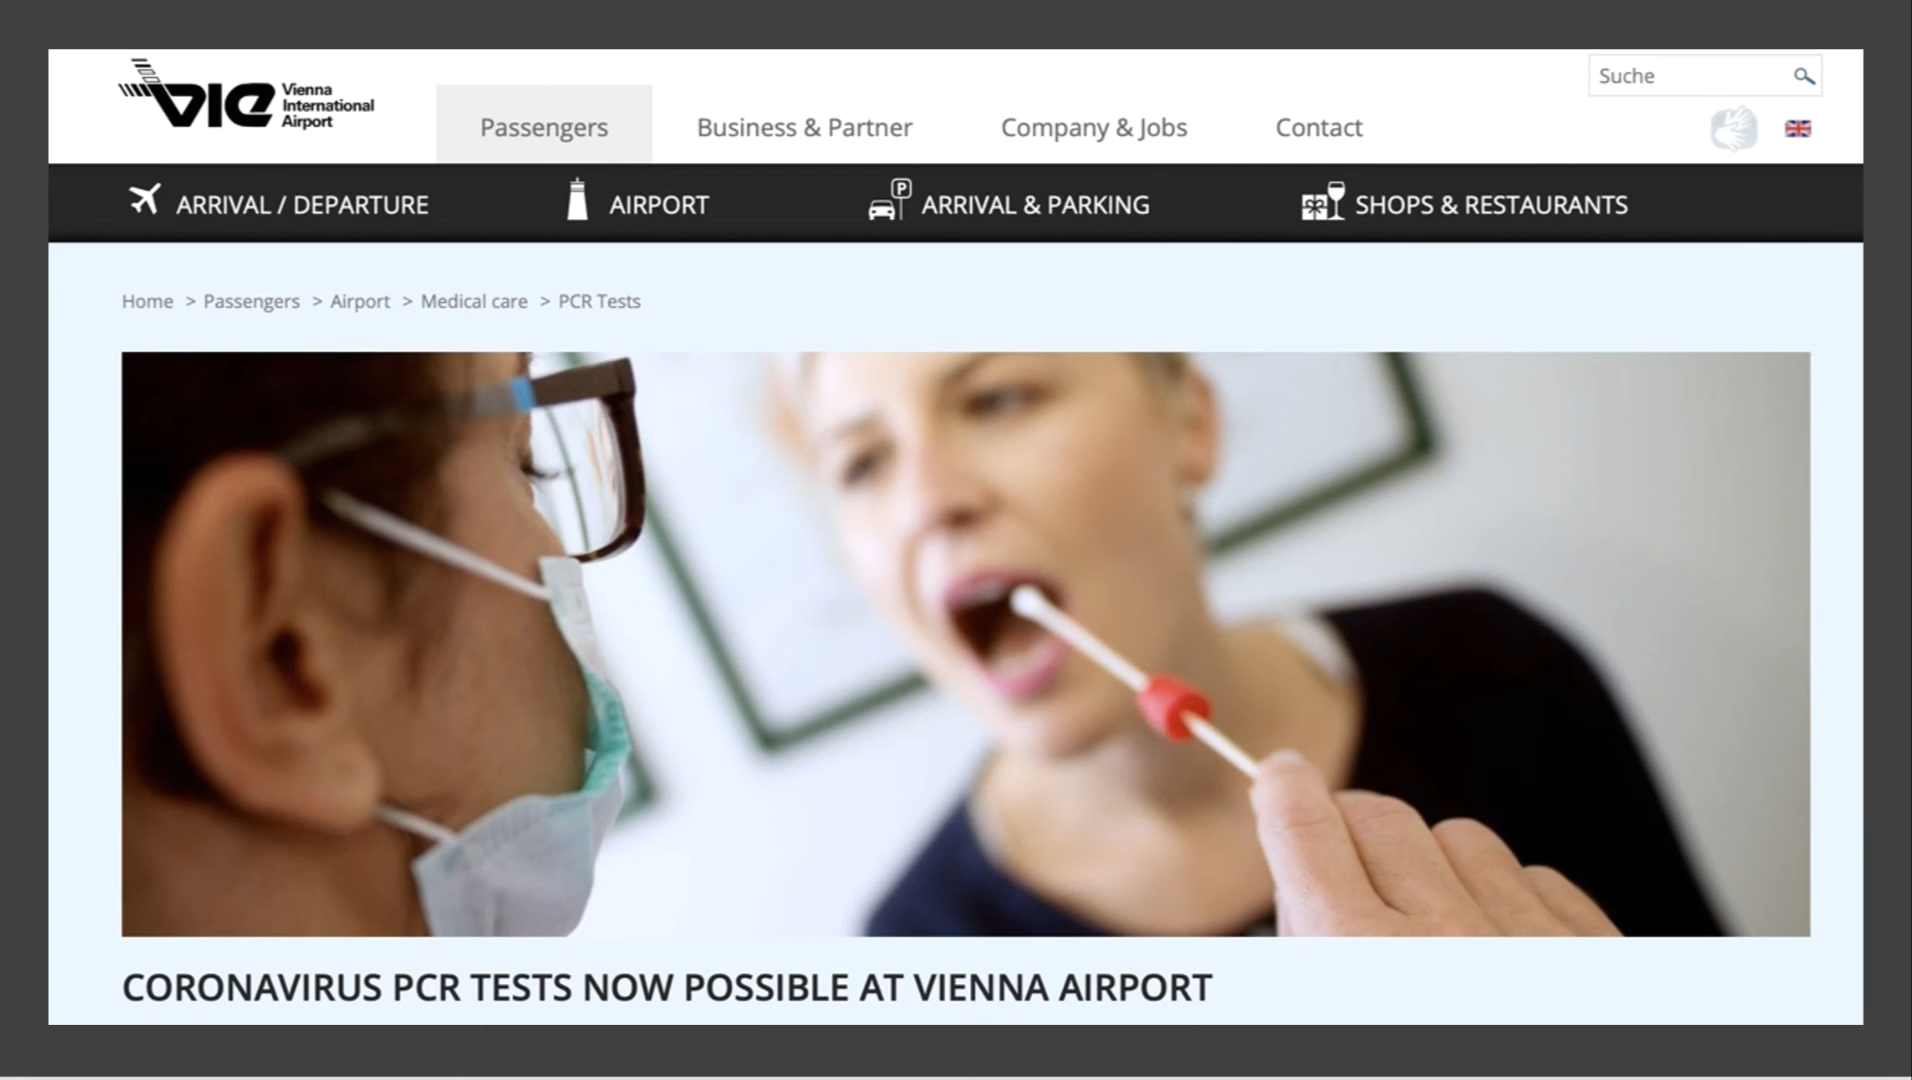 VIE Vienna
International
Airport
Suche
Passengers
Business & Partner
Company & Jobs
Contact
ARRIVAL / DEPARTURE
AIRPORT
P
ARRIVAL & PARKING
SHOPS & RESTAURANTS
Home > Passengers > Airport > Medical care > PCR Tests
CORONAVIRUS PCR TESTS NOW POSSIBLE AT VIENNA AIRPORT